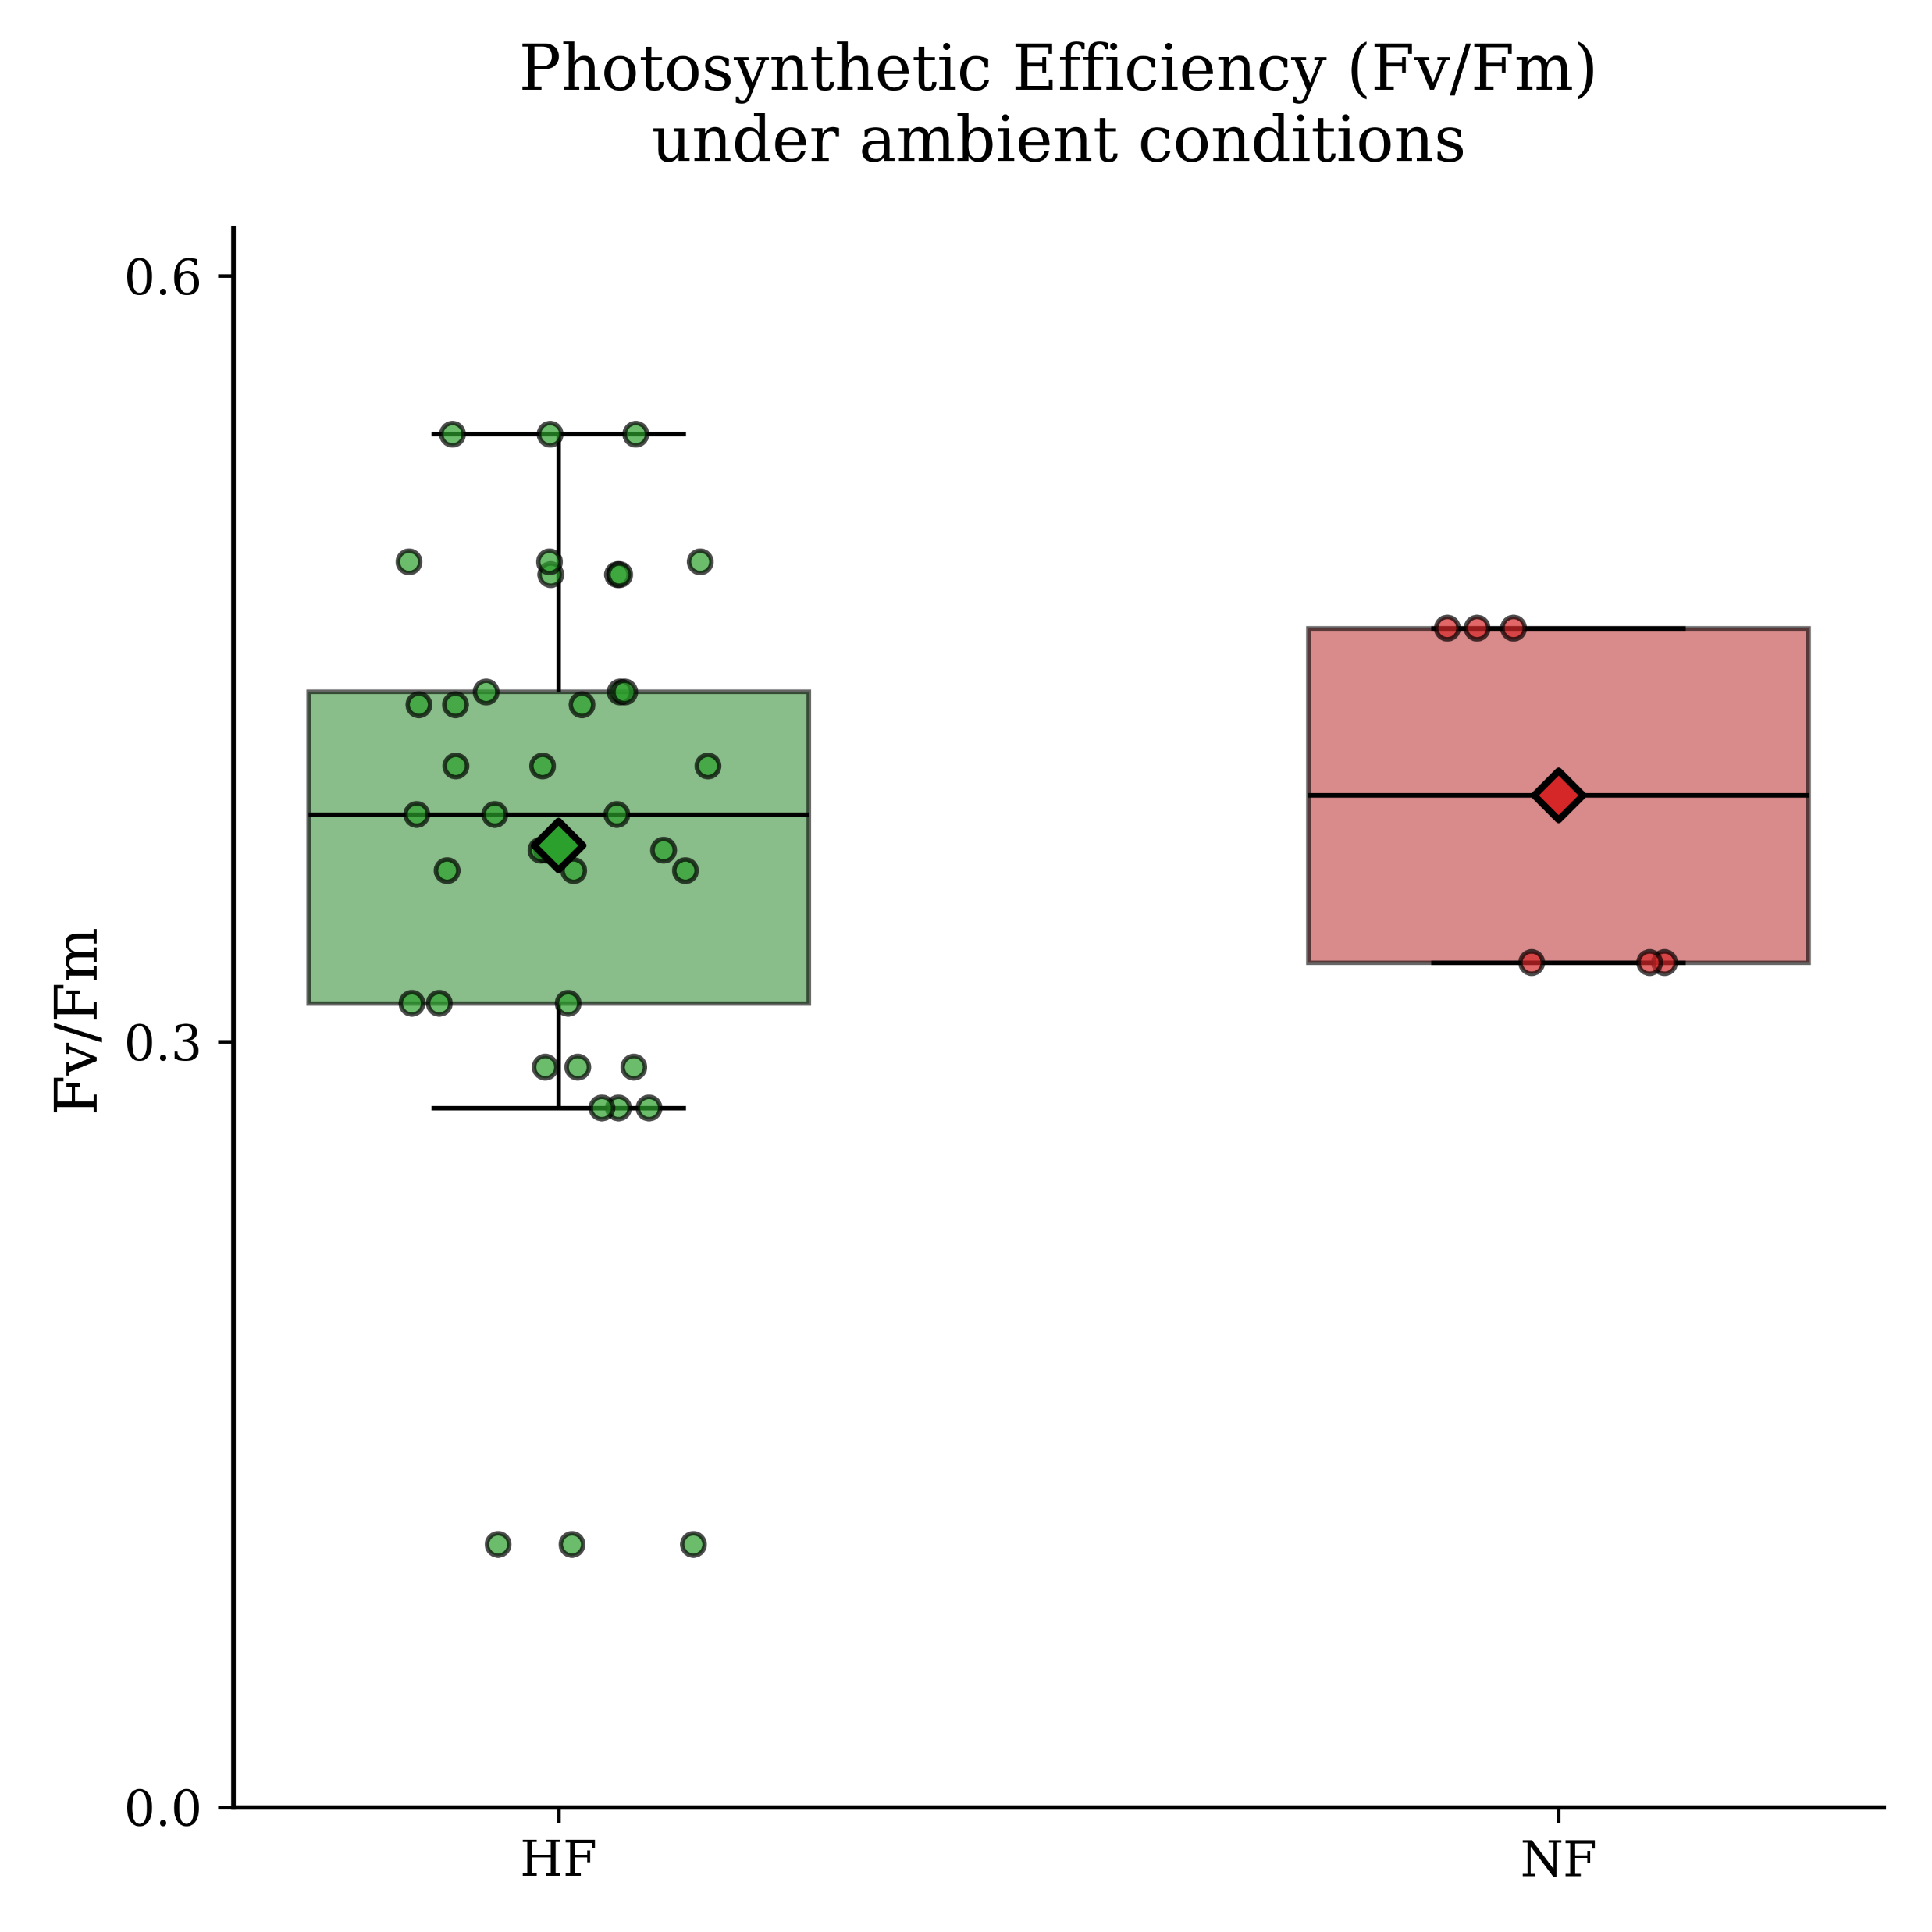 Photosynthetic Efficiency (Fv/Fm)
under ambient conditions
Fv/Fm
0.6
0.3
0.0
HF
NF